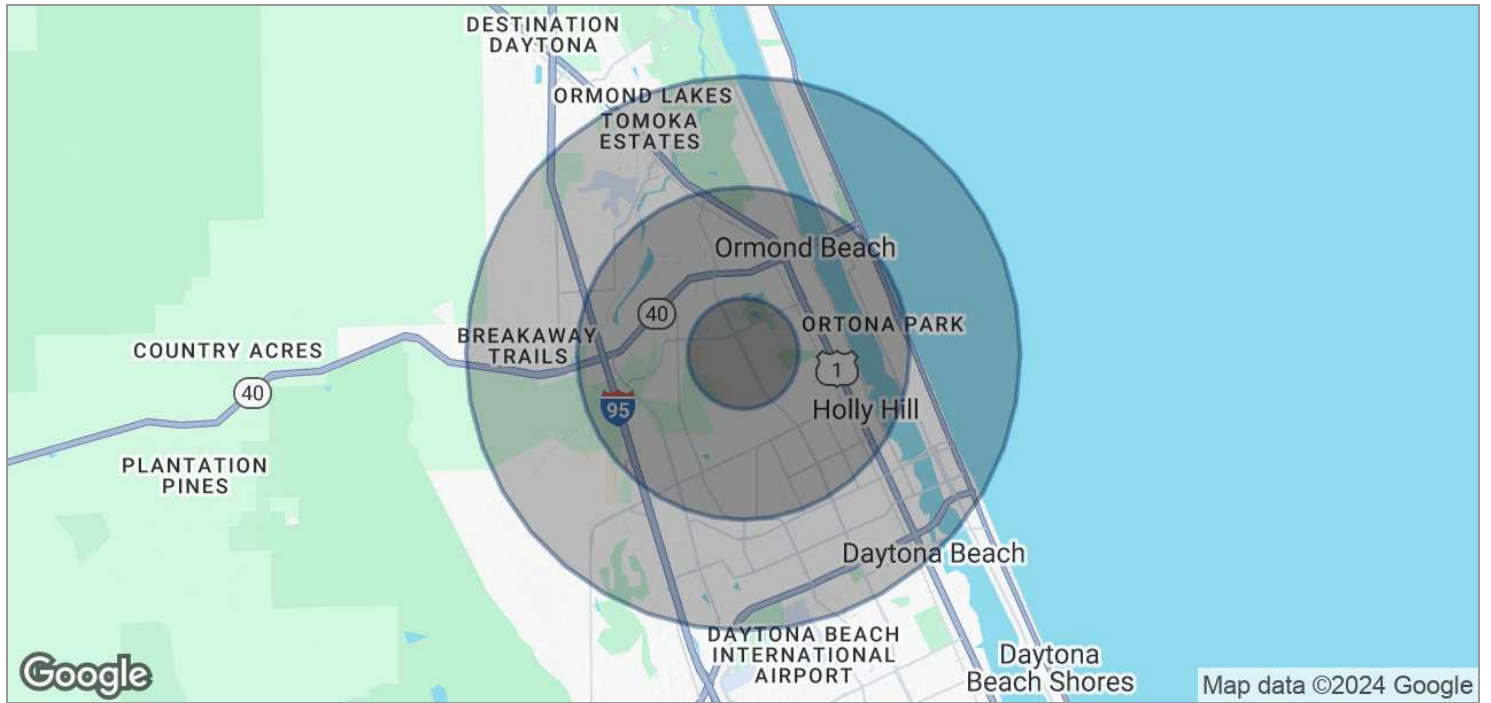 DESTINATION
DAYTONA
ORMOND LAKES
TOMOKA
ESTATES
Ormond Beach
40
ORTONA PARK
BREAKAWAY
TRAILS
COUNTRY ACRES
1
40
95
Holly Hill
PLANTATION
PINES
Daytona Beach
DAYTONA BEACH
INTERNATIONAL
AIRPORT
Daytona
Beach Shores
Google
Map data ©2024 Google